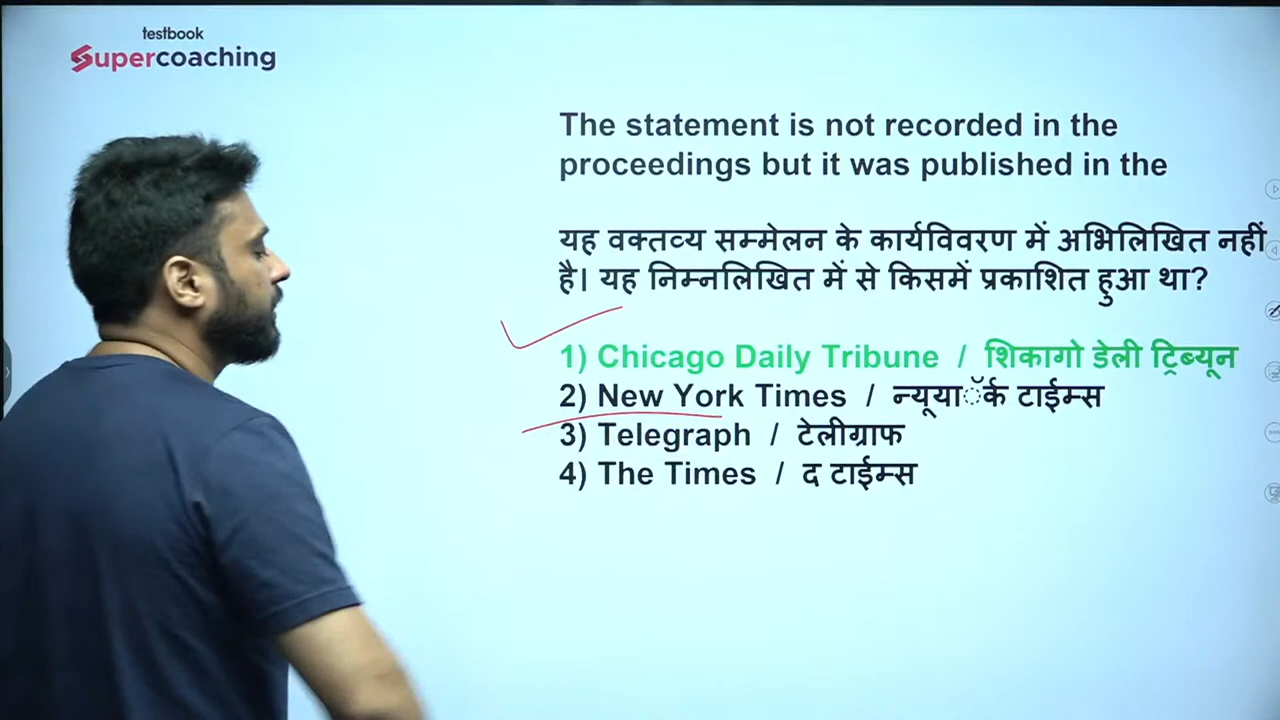 testbook
Supercoaching
The statement is not recorded in the
proceedings but it was published in the
यह वक्तव्य सम्मेलन के कार्यविवरण में अभिलिखित नहीं
है। यह निम्नलिखित में से किसमें प्रकाशित हुआ था?
1) Chicago Daily Tribune / शिकागो डेली ट्रिब्यून
2) New York Times / न्यूयाॅर्क टाईम्स
3) Telegraph / टेलीग्राफ
4) The Times / द टाईम्स